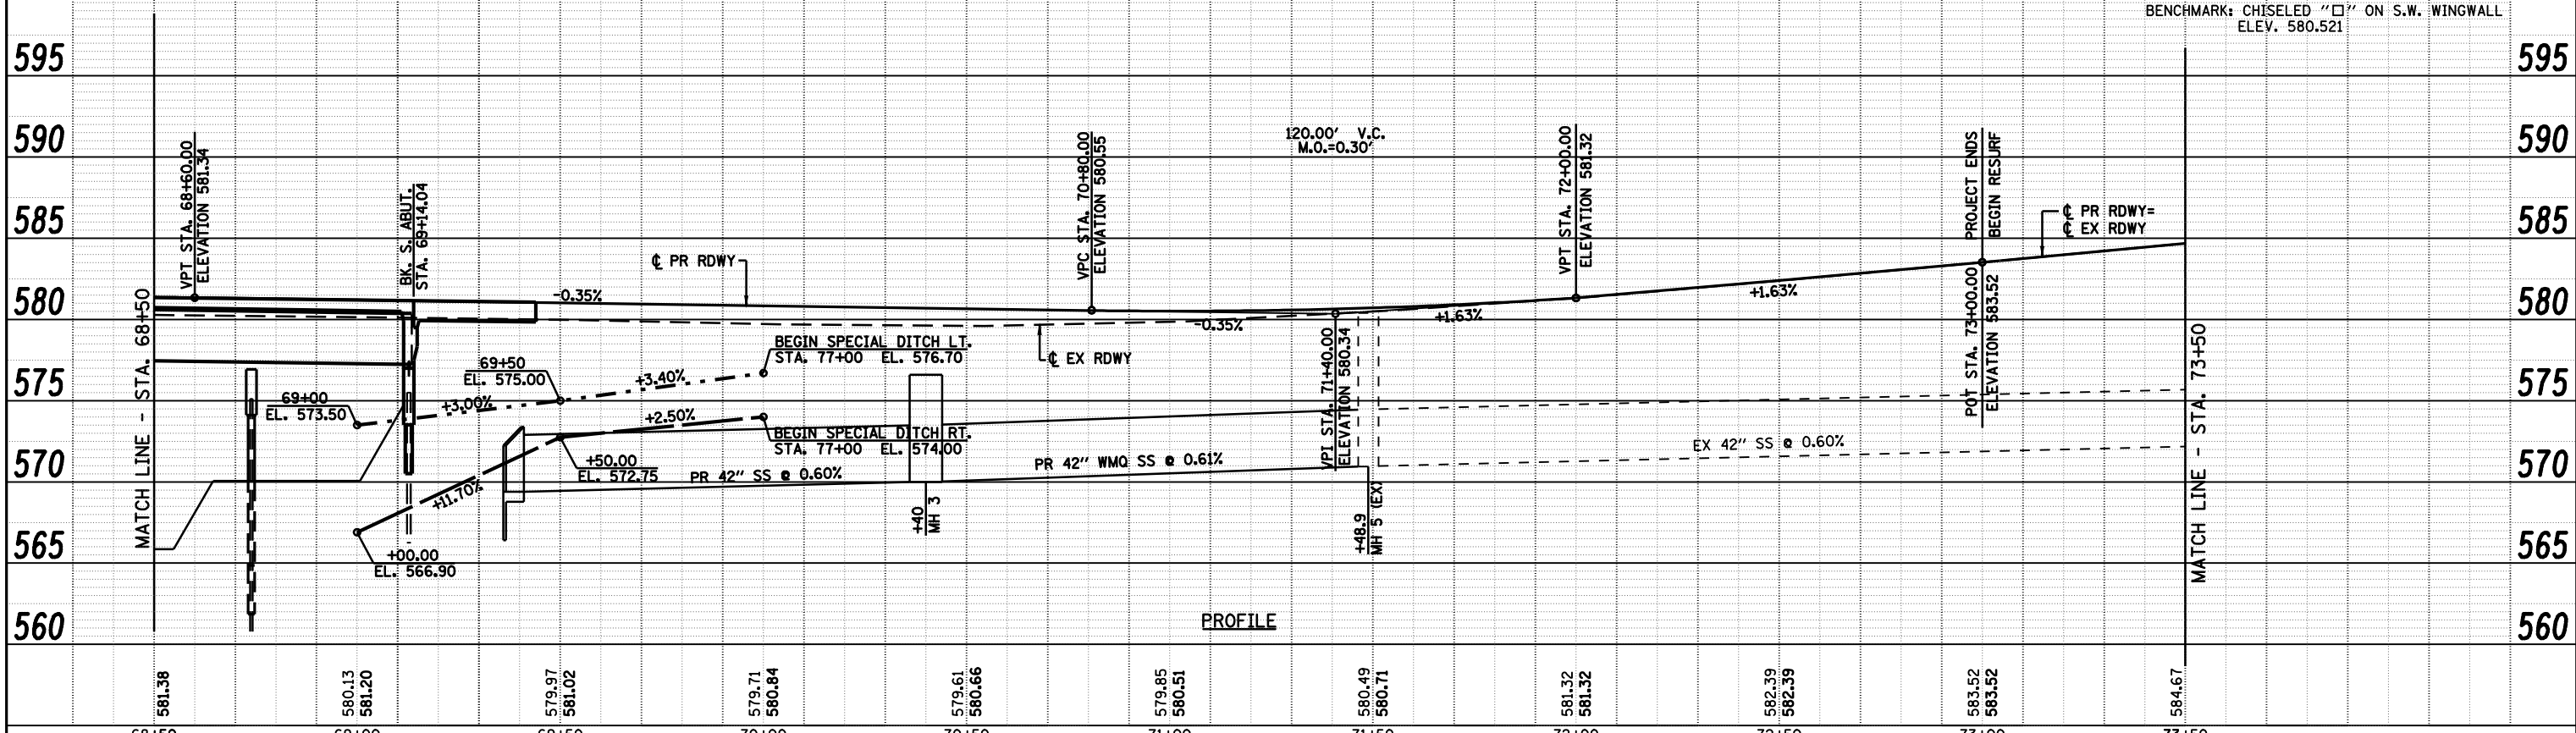 BENCHMARK: CHISELED "□" ON S.W. WINGWALL
ELEV. 580.521
595
595
590
590
585
585
580
580
575
575
570
570
565
565
560
560
MATCH LINE - STA. 68+50
VPT STA. 68+60.00
ELEVATION 581.34
BK. S. ABUT.
STA. 69+14.04
-0.35%
℄ PR RDWY
VPC STA. 70+80.00
ELEVATION 580.55
120.00' V.C.
M.O.=0.30'
VPT STA. 72+00.00
ELEVATION 581.32
PROJECT ENDS
BEGIN RESURF
POT STA. 73+00.00
ELEVATION 583.52
℄ PR RDWY=
℄ EX RDWY
+1.63%
-0.35%
+1.63%
℄ EX RDWY
VPI STA. 71+40.00
ELEVATION 580.34
MATCH LINE - STA. 73+50
BEGIN SPECIAL DITCH LT.
STA. 77+00 EL. 576.70
69+50
EL. 575.00
+3.40%
69+00
EL. 573.50
+3.00%
+2.50%
BEGIN SPECIAL DITCH RT.
STA. 77+00 EL. 574.00
+50.00
EL. 572.75
+11.70%
+00.00
EL. 566.90
PR 42" SS @ 0.60%
PR 42" WMQ SS @ 0.61%
EX 42" SS @ 0.60%
+40
MH 3
+48.9
MH 5 (EX)
PROFILE
581.38
580.13
581.20
579.97
581.02
579.71
580.84
579.61
580.66
579.85
580.51
580.49
580.71
581.32
581.32
582.39
582.39
583.52
583.52
584.67